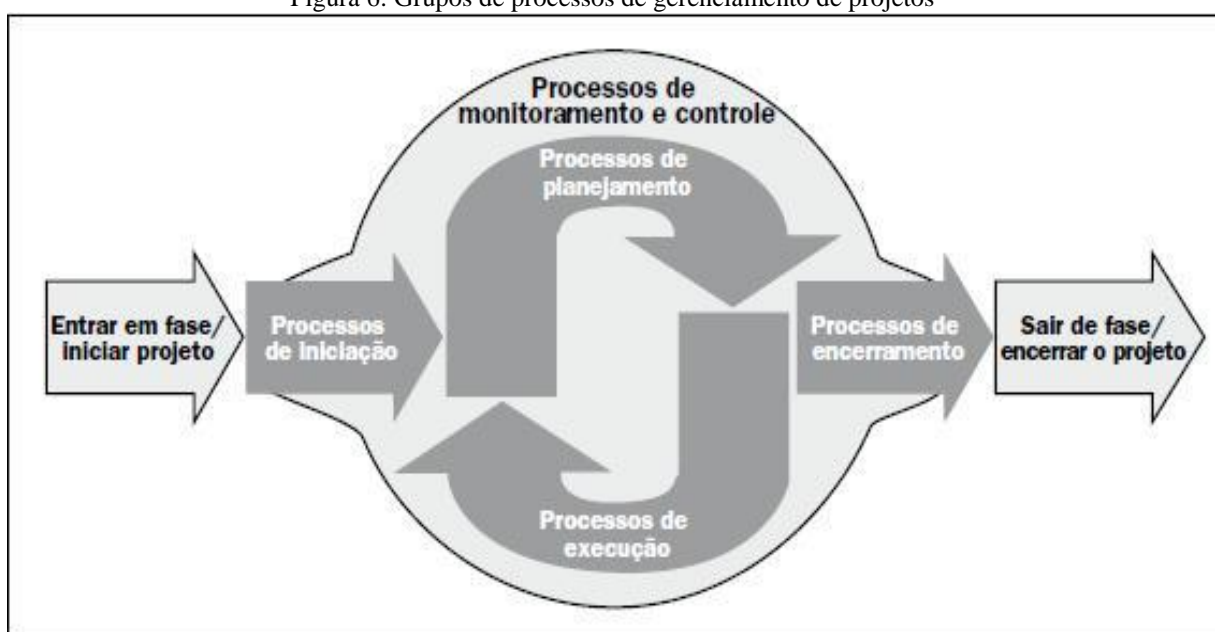 Figura 6: Grupos de processos de gerenciamento de projetos
Processos de
monitoramento e controle
Processos de
planejamento
Entrar em fase/
iniciar projeto
Processos
de iniciação
Processos de
encerramento
Sair de fase/
encerrar o projeto
Processos de
execução